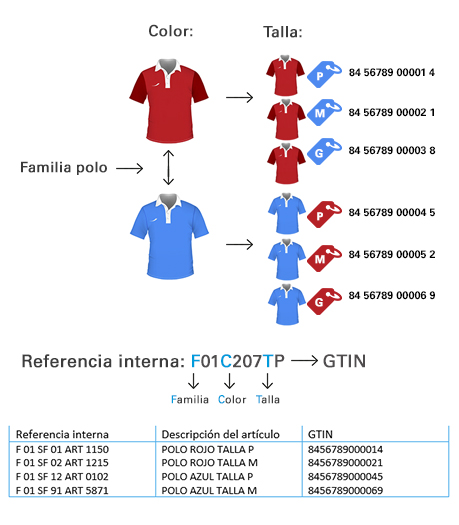 Color:
Talla:
P 84 56789 00001 4
M 84 56789 00002 1
G 84 56789 00003 8
Familia polo
P 84 56789 00004 5
M 84 56789 00005 2
G 84 56789 00006 9
Referencia interna: F01C207TP → GTIN
Familia Color Talla
Referencia interna Descripción del artículo GTIN
F 01 SF 01 ART 1150 POLO ROJO TALLA P 8456789000014
F 01 SF 02 ART 1215 POLO ROJO TALLA M 8456789000021
F 01 SF 12 ART 0102 POLO AZUL TALLA P 8456789000045
F 01 SF 91 ART 5871 POLO AZUL TALLA M 8456789000069